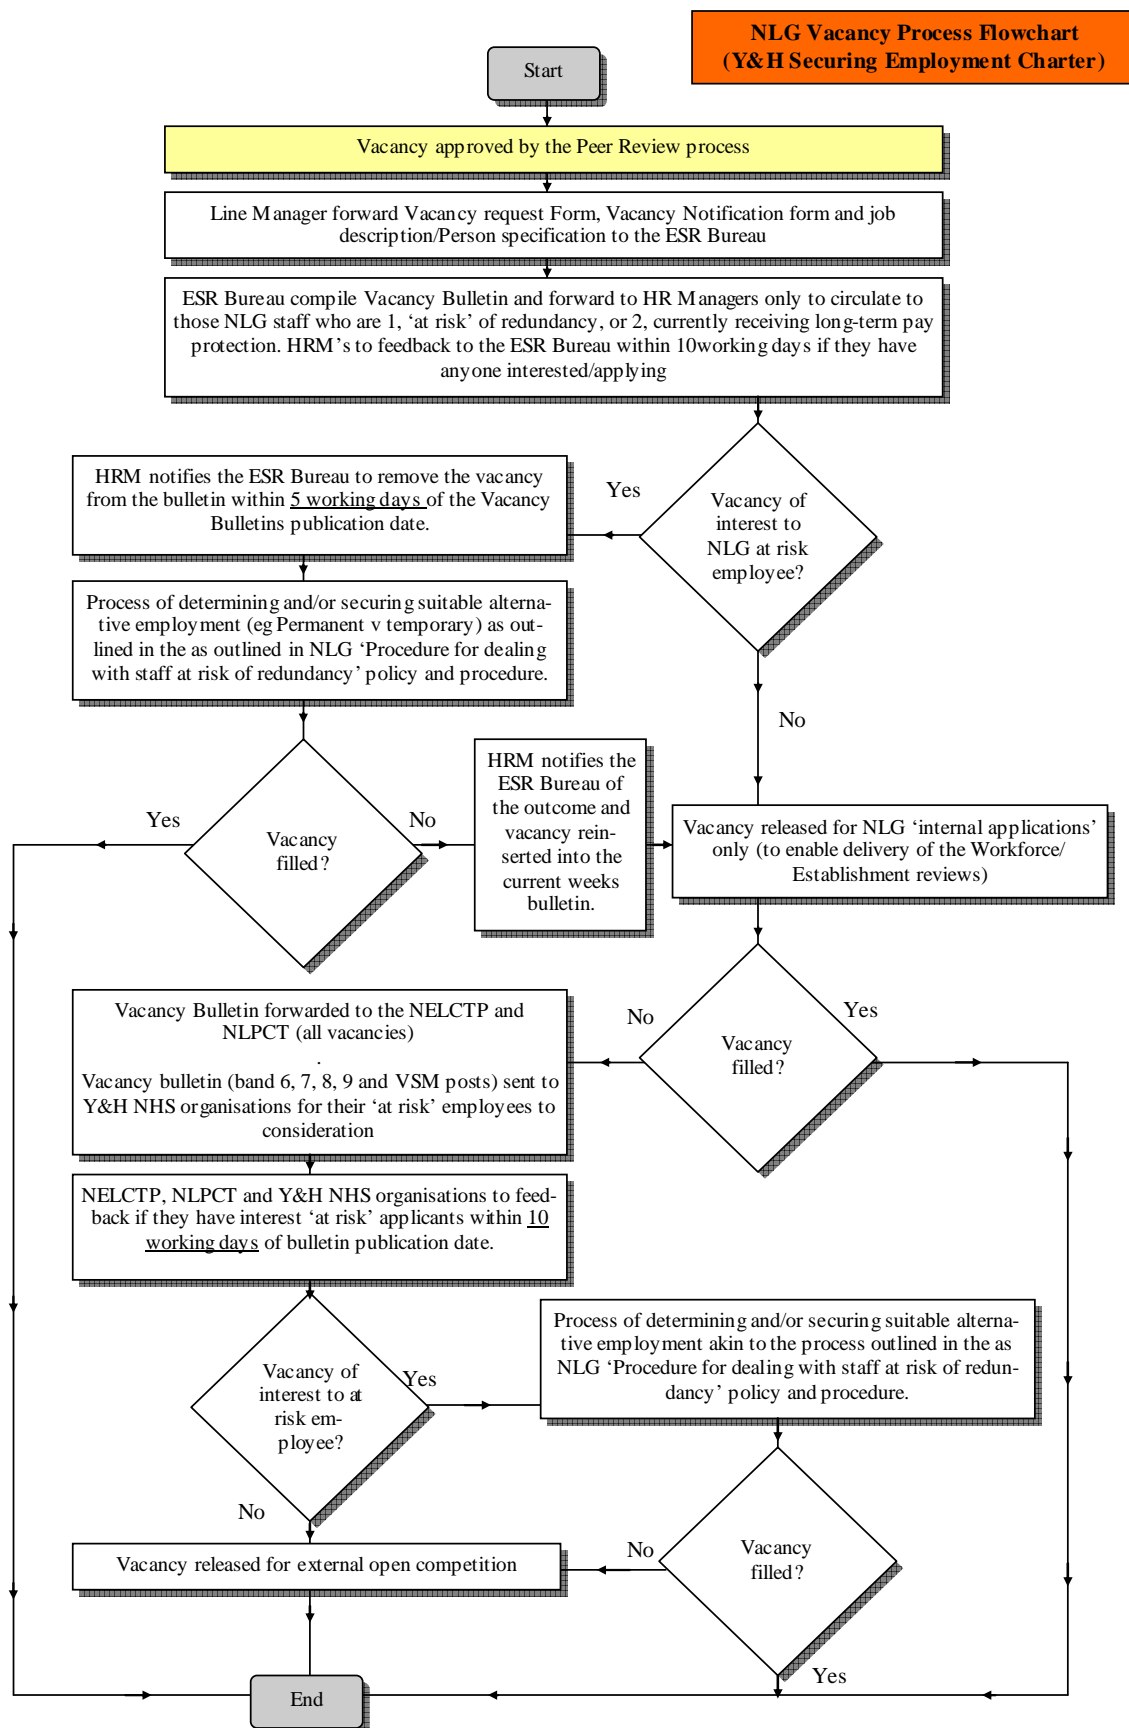 NLG Vacancy Process Flowchart
(Y&H Securing Employment Charter)
Start
Vacancy approved by the Peer Review process
Line Manager forward Vacancy request Form, Vacancy Notification form and job
description/Person specification to the ESR Bureau
ESR Bureau compile Vacancy Bulletin and forward to HR Managers only to circulate to
those NLG staff who are 1, ‘at risk’ of redundancy, or 2, currently receiving long-term pay
protection. HRM’s to feedback to the ESR Bureau within 10working days if they have
anyone interested/applying
Vacancy of
interest to
NLG at risk
employee?
Yes
HRM notifies the ESR Bureau to remove the vacancy
from the bulletin within 5 working days of the Vacancy
Bulletins publication date.
Process of determining and/or securing suitable alterna-
tive employment (eg Permanent v temporary) as out-
lined in the as outlined in NLG ‘Procedure for dealing
with staff at risk of redundancy’ policy and procedure.
No
Vacancy
filled?
Yes
No
HRM notifies the
ESR Bureau of
the outcome and
vacancy rein-
serted into the
current weeks
bulletin.
Vacancy released for NLG ‘internal applications’
only (to enable delivery of the Workforce/
Establishment reviews)
Vacancy
filled?
No
Yes
Vacancy Bulletin forwarded to the NELCTP and
NLPCT (all vacancies)
.
Vacancy bulletin (band 6, 7, 8, 9 and VSM posts) sent to
Y&H NHS organisations for their ‘at risk’ employees to
consideration
NELCTP, NLPCT and Y&H NHS organisations to feed-
back if they have interest ‘at risk’ applicants within 10
working days of bulletin publication date.
Vacancy of
interest to at
risk em-
ployee?
Yes
No
Process of determining and/or securing suitable alterna-
tive employment akin to the process outlined in the as
NLG ‘Procedure for dealing with staff at risk of redun-
dancy’ policy and procedure.
Vacancy
filled?
No
Yes
Vacancy released for external open competition
End